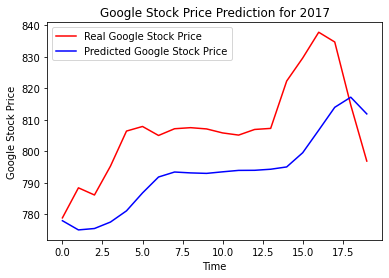 Google Stock Price Prediction for 2017
Real Google Stock Price
Predicted Google Stock Price
Google Stock Price
840
830
820
810
800
790
780
0.0 2.5 5.0 7.5 10.0 12.5 15.0 17.5
Time